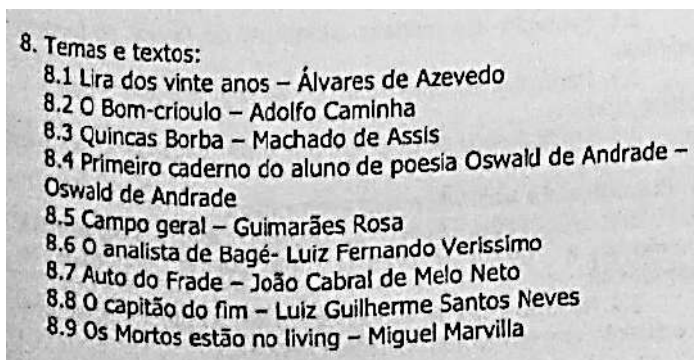 8. Temas e textos:
8.1 Lira dos vinte anos – Álvares de Azevedo
8.2 O Bom-crioulo – Adolfo Caminha
8.3 Quincas Borba – Machado de Assis
8.4 Primeiro caderno do aluno de poesia Oswald de Andrade –
Oswald de Andrade
8.5 Campo geral – Guimarães Rosa
8.6 O analista de Bagé- Luiz Fernando Verissimo
8.7 Auto do Frade – João Cabral de Melo Neto
8.8 O capitão do fim – Luiz Guilherme Santos Neves
8.9 Os Mortos estão no living – Miguel Marvilla